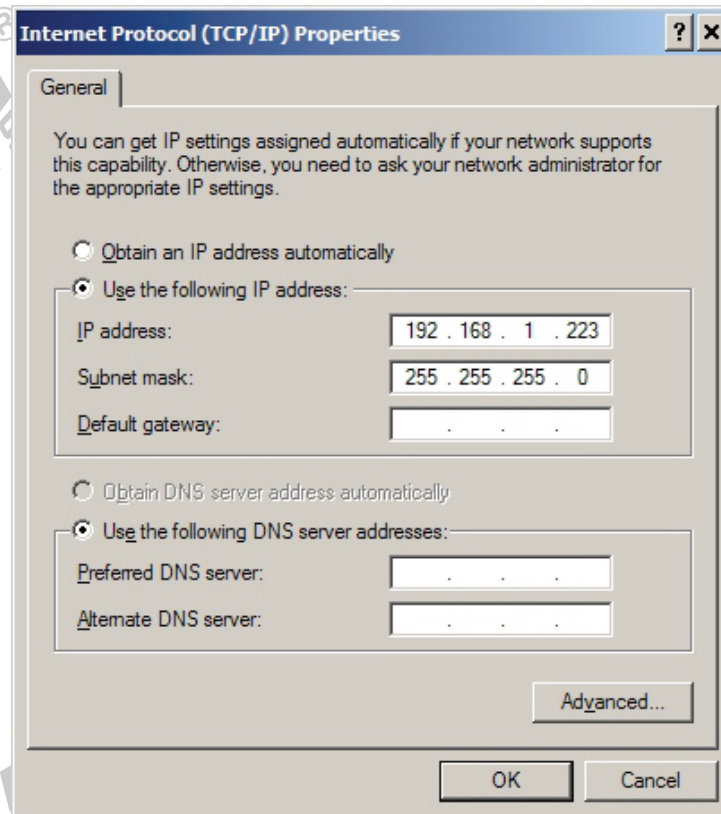 Internet Protocol (TCP/IP) Properties
General
You can get IP settings assigned automatically if your network supports
this capability. Otherwise, you need to ask your network administrator for
the appropriate IP settings.
Obtain an IP address automatically
Use the following IP address:
IP address: 192 . 168 . 1 . 223
Subnet mask: 255 . 255 . 255 . 0
Default gateway: . . .
Obtain DNS server address automatically
Use the following DNS server addresses:
Preferred DNS server: . . .
Alternate DNS server: . . .
Advanced...
OK Cancel